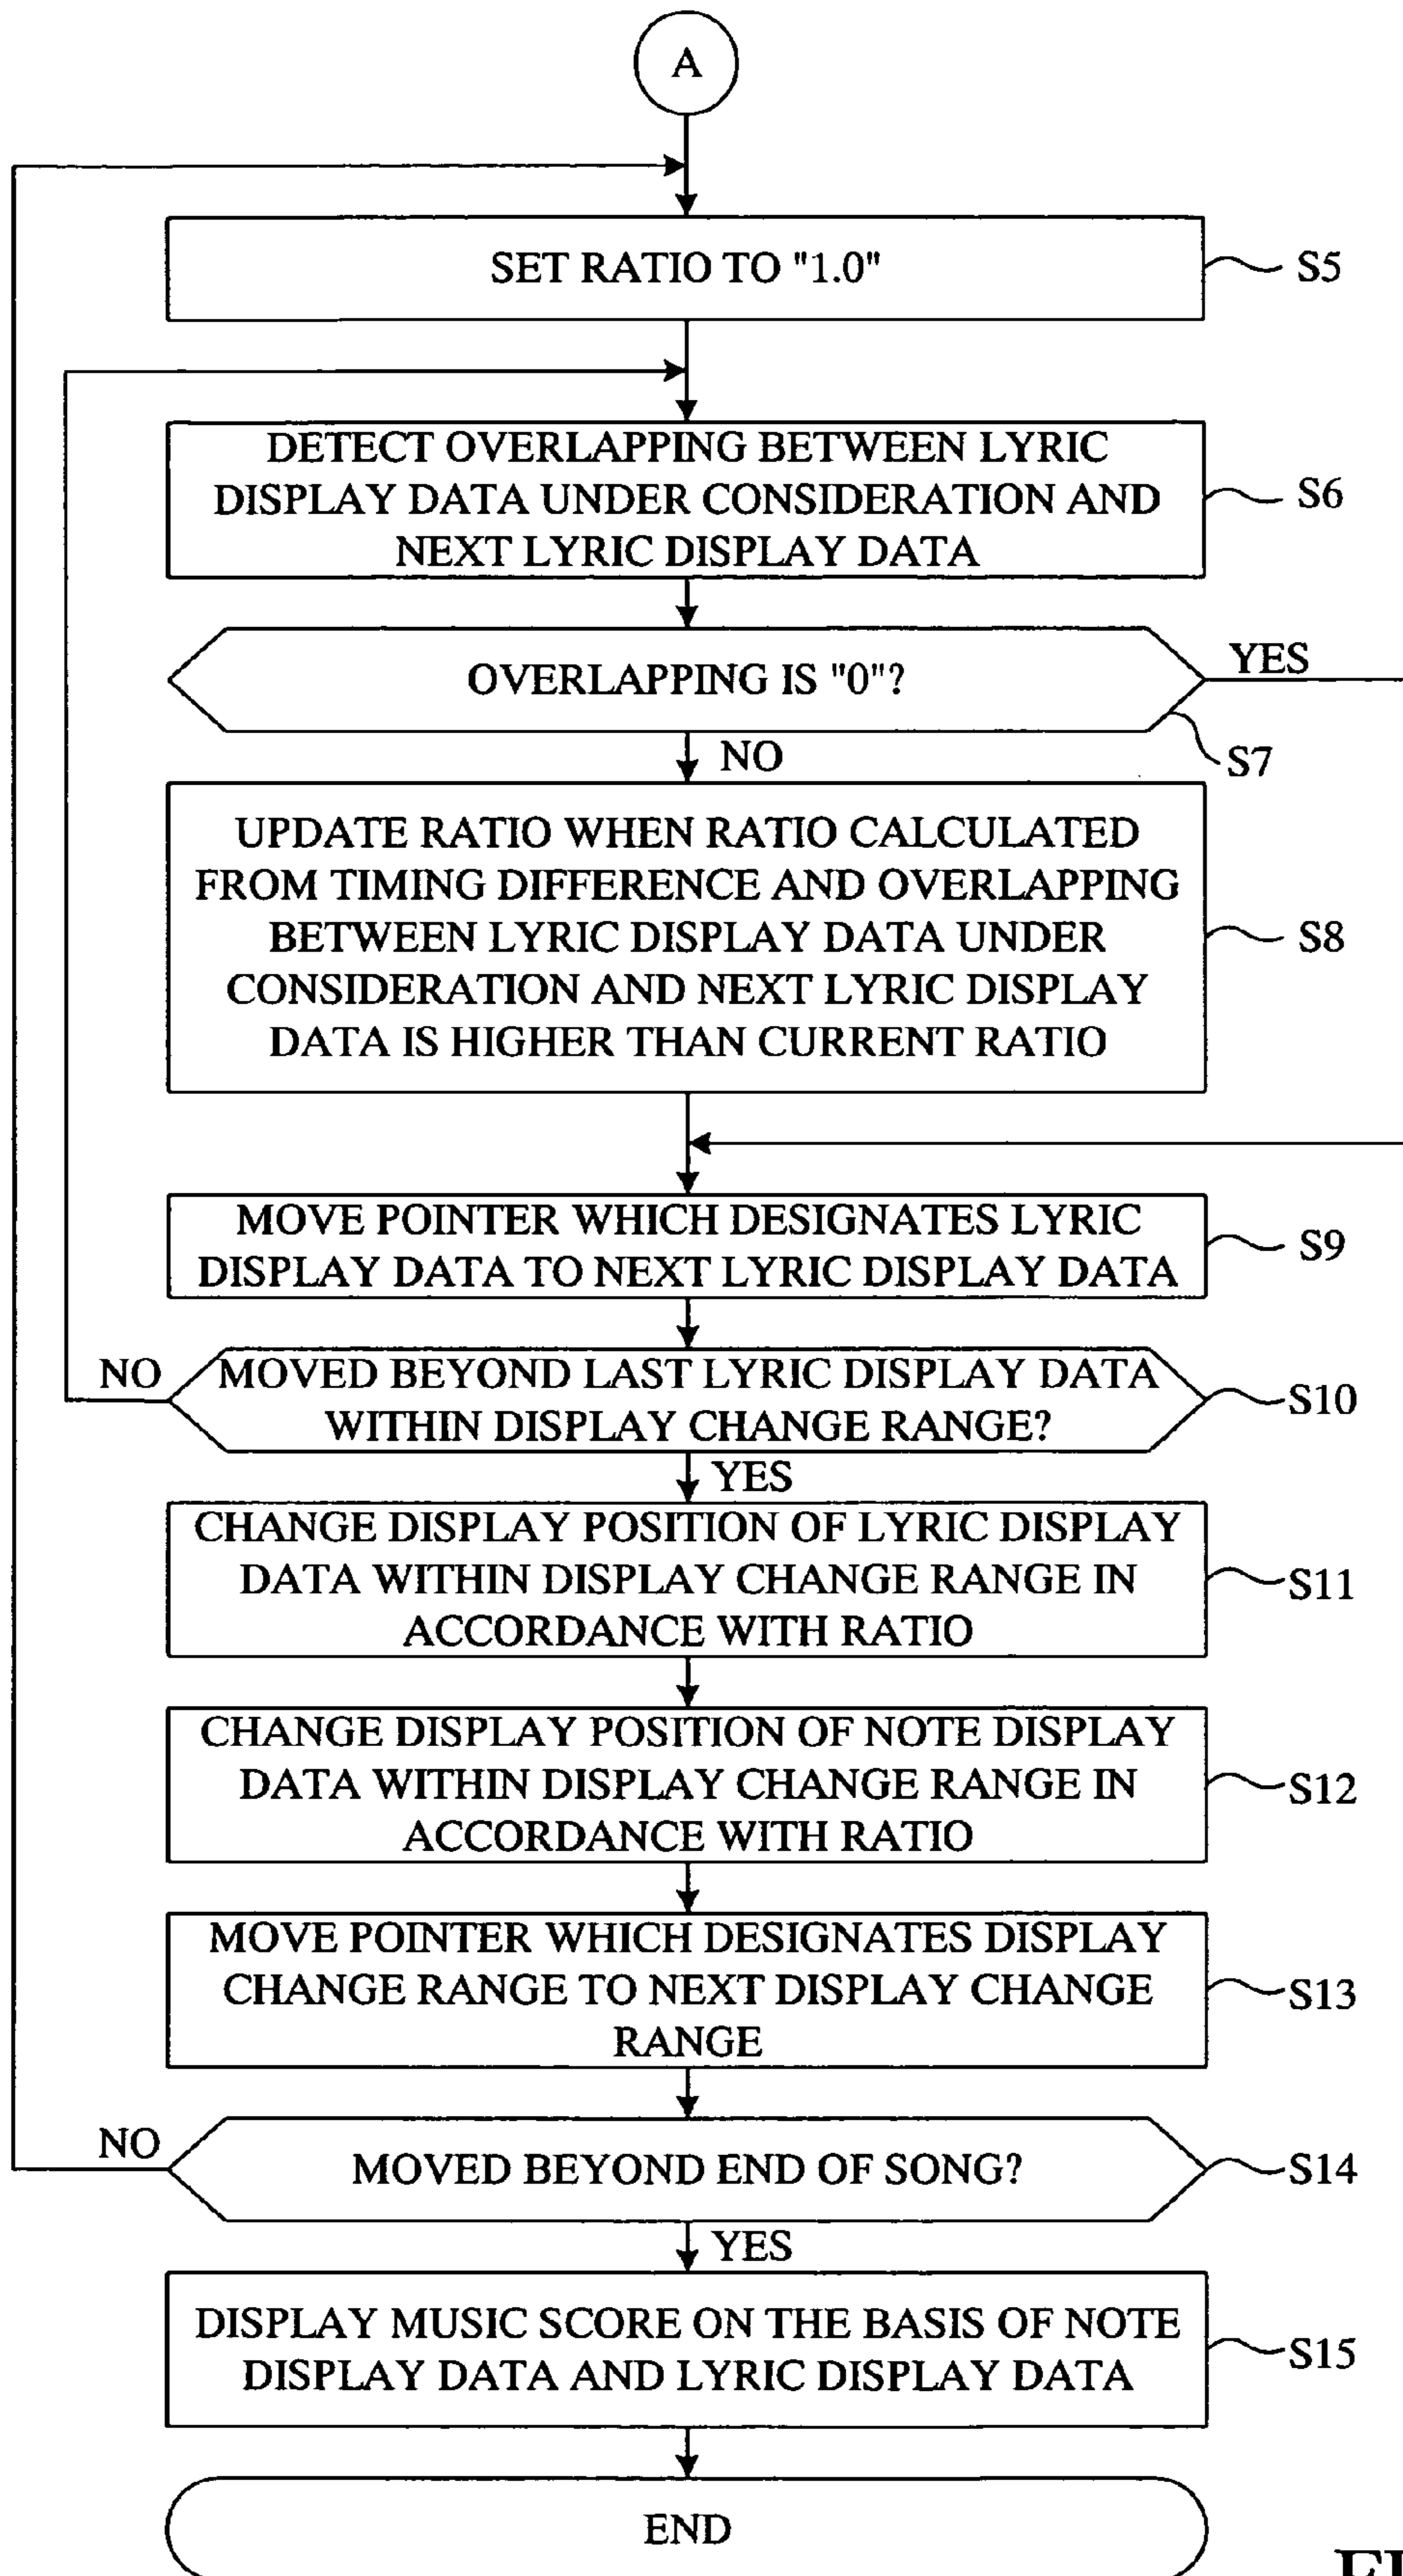 A
SET RATIO TO "1.0"
S5
DETECT OVERLAPPING BETWEEN LYRIC
DISPLAY DATA UNDER CONSIDERATION AND
NEXT LYRIC DISPLAY DATA
S6
OVERLAPPING IS "0"?
YES
S7
NO
UPDATE RATIO WHEN RATIO CALCULATED
FROM TIMING DIFFERENCE AND OVERLAPPING
BETWEEN LYRIC DISPLAY DATA UNDER
CONSIDERATION AND NEXT LYRIC DISPLAY
DATA IS HIGHER THAN CURRENT RATIO
S8
MOVE POINTER WHICH DESIGNATES LYRIC
DISPLAY DATA TO NEXT LYRIC DISPLAY DATA
S9
NO
MOVED BEYOND LAST LYRIC DISPLAY DATA
WITHIN DISPLAY CHANGE RANGE?
S10
YES
CHANGE DISPLAY POSITION OF LYRIC DISPLAY
DATA WITHIN DISPLAY CHANGE RANGE IN
ACCORDANCE WITH RATIO
S11
CHANGE DISPLAY POSITION OF NOTE DISPLAY
DATA WITHIN DISPLAY CHANGE RANGE IN
ACCORDANCE WITH RATIO
S12
MOVE POINTER WHICH DESIGNATES DISPLAY
CHANGE RANGE TO NEXT DISPLAY CHANGE
RANGE
S13
NO
MOVED BEYOND END OF SONG?
S14
YES
DISPLAY MUSIC SCORE ON THE BASIS OF NOTE
DISPLAY DATA AND LYRIC DISPLAY DATA
S15
END